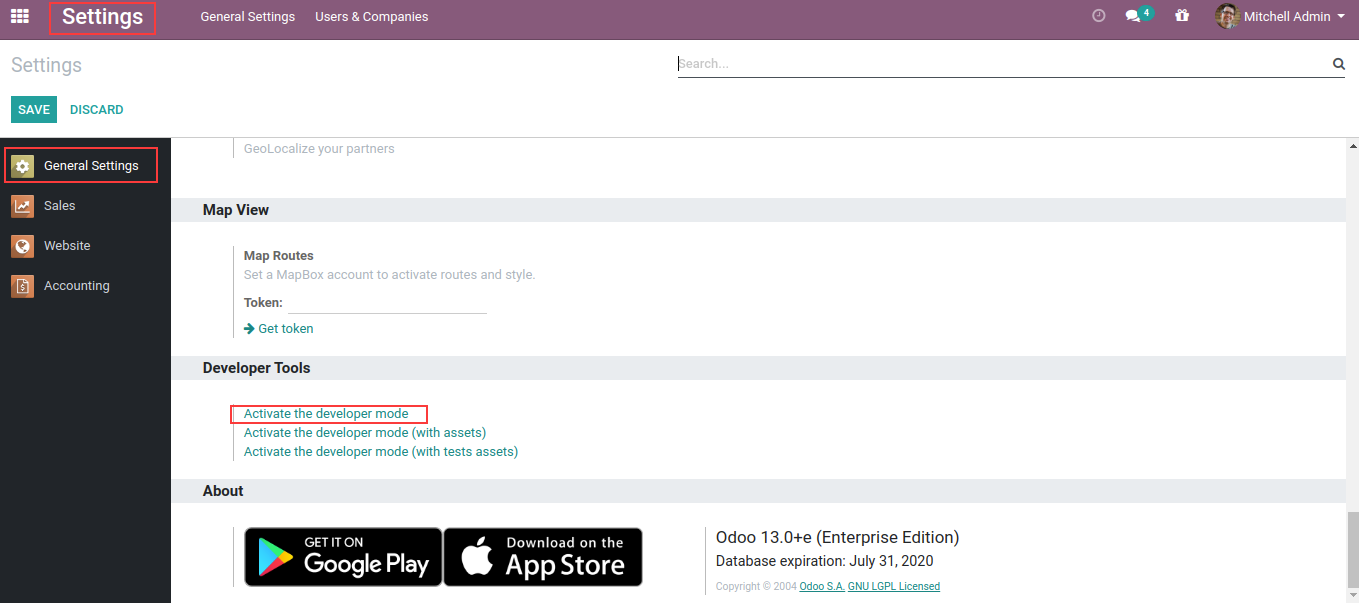 Settings General Settings Users & Companies 4 Mitchell Admin
Settings
Search...
SAVE DISCARD
General Settings
Sales
Website
Accounting
GeoLocalize your partners
Map View
Map Routes
Set a MapBox account to activate routes and style.
Token:
Get token
Developer Tools
Activate the developer mode
Activate the developer mode (with assets)
Activate the developer mode (with tests assets)
About
GET IT ON
Google Play
Download on the
App Store
Odoo 13.0+e (Enterprise Edition)
Database expiration: July 31, 2020
Copyright © 2004 Odoo S.A. GNU LGPL Licensed